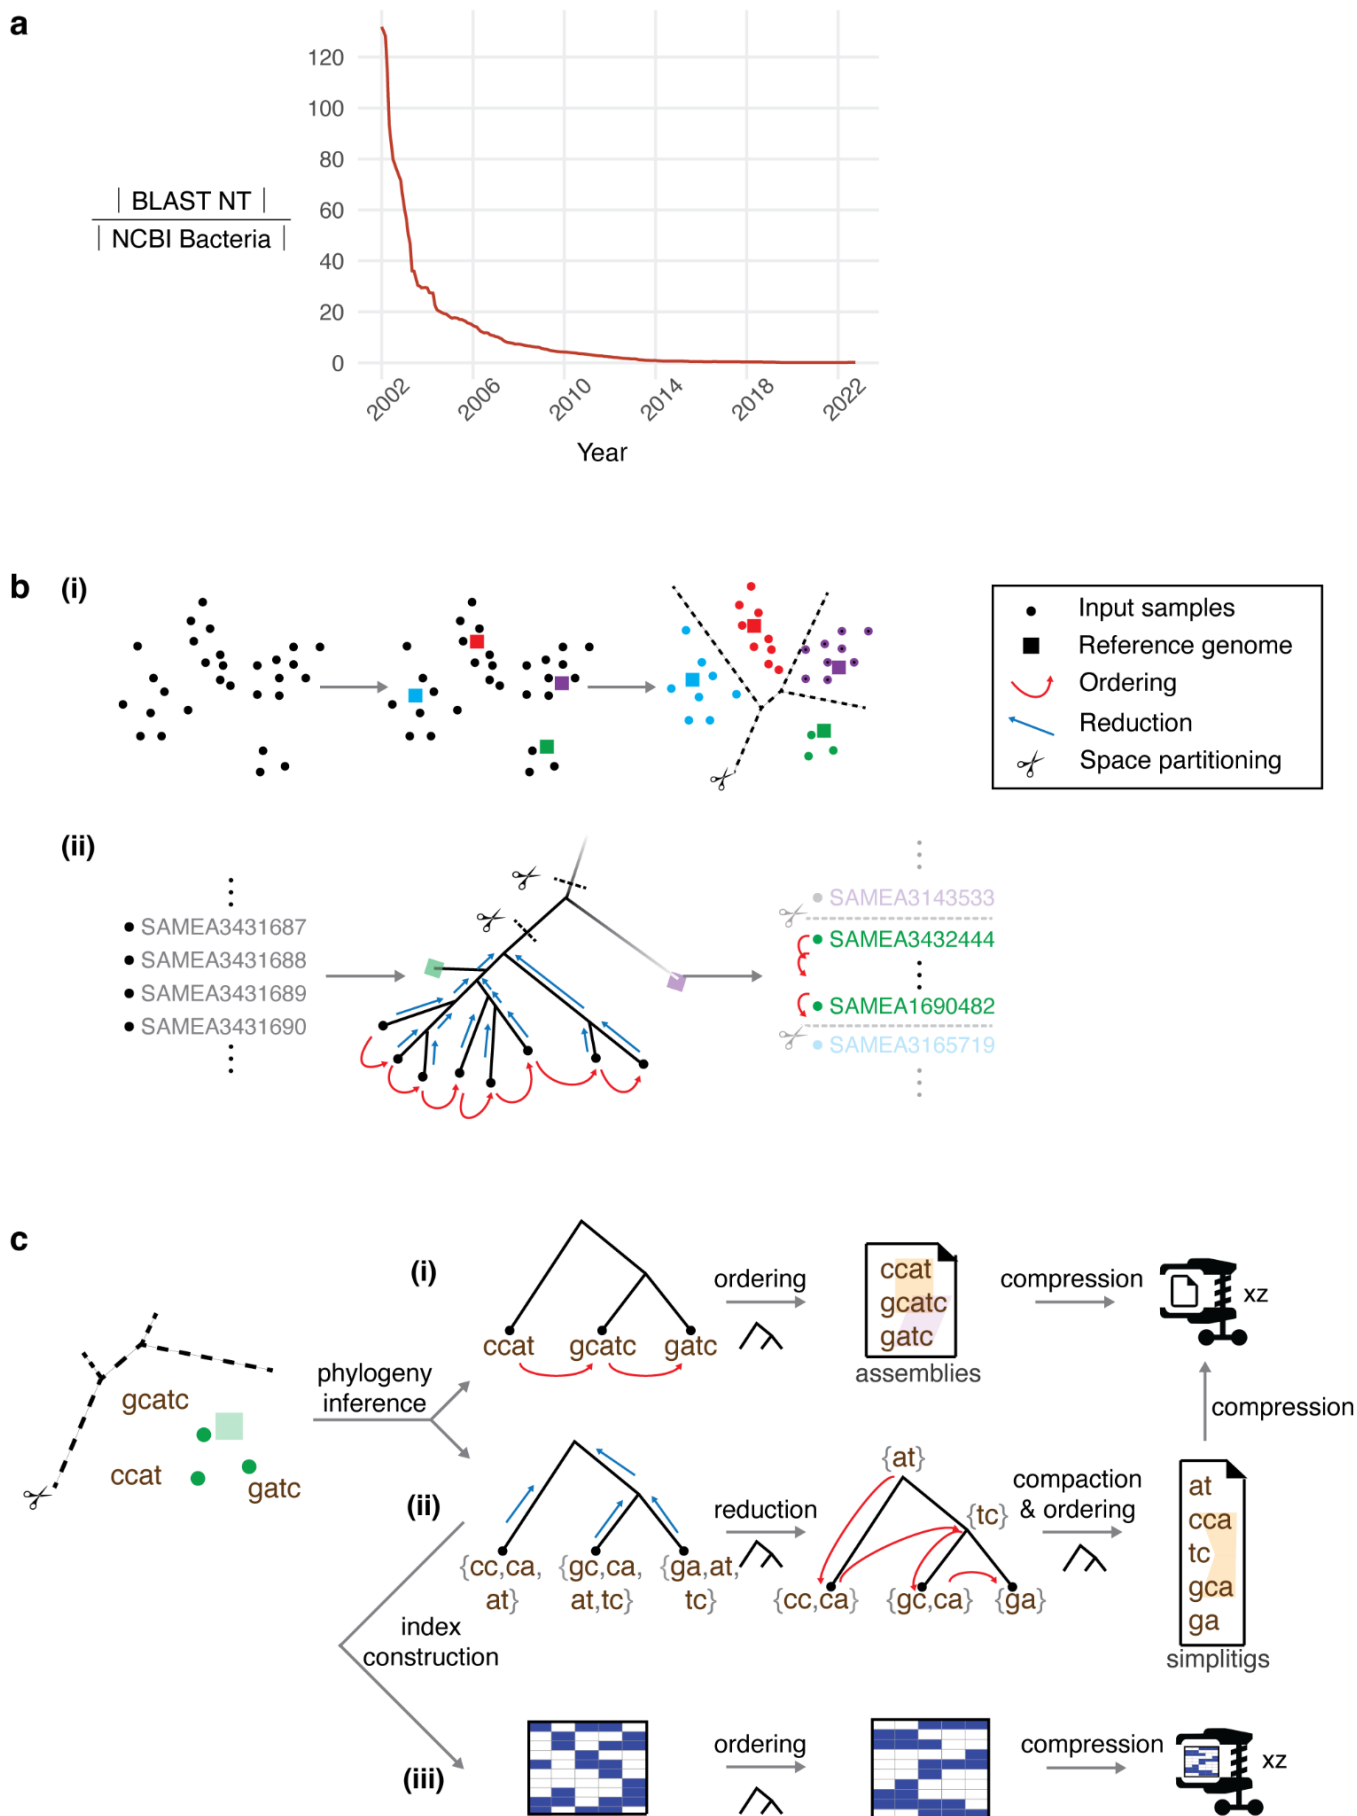 a
120
100
80
60
40
20
0
| BLAST NT |
| NCBI Bacteria |
2002
2006
2010
2014
2018
2022
Year
b
(i)
Input samples
Reference genome
Ordering
Reduction
Space partitioning
(ii)
SAMEA3431687
SAMEA3431688
SAMEA3431689
SAMEA3431690
SAMEA3143533
SAMEA3432444
SAMEA1690482
SAMEA3165719
c
(i)
ccat
gcatc
gatc
ordering
ccat
gcatc
gatc
assemblies
compression
xz
phylogeny
inference
gcatc
ccat
gatc
compression
(ii)
{cc,ca,
at}
{gc,ca,
at,tc}
{ga,at,
tc}
reduction
{at}
{tc}
{cc,ca}
{gc,ca}
{ga}
compaction
& ordering
at
cca
tc
gca
ga
simplitigs
index
construction
(iii)
ordering
compression
xz